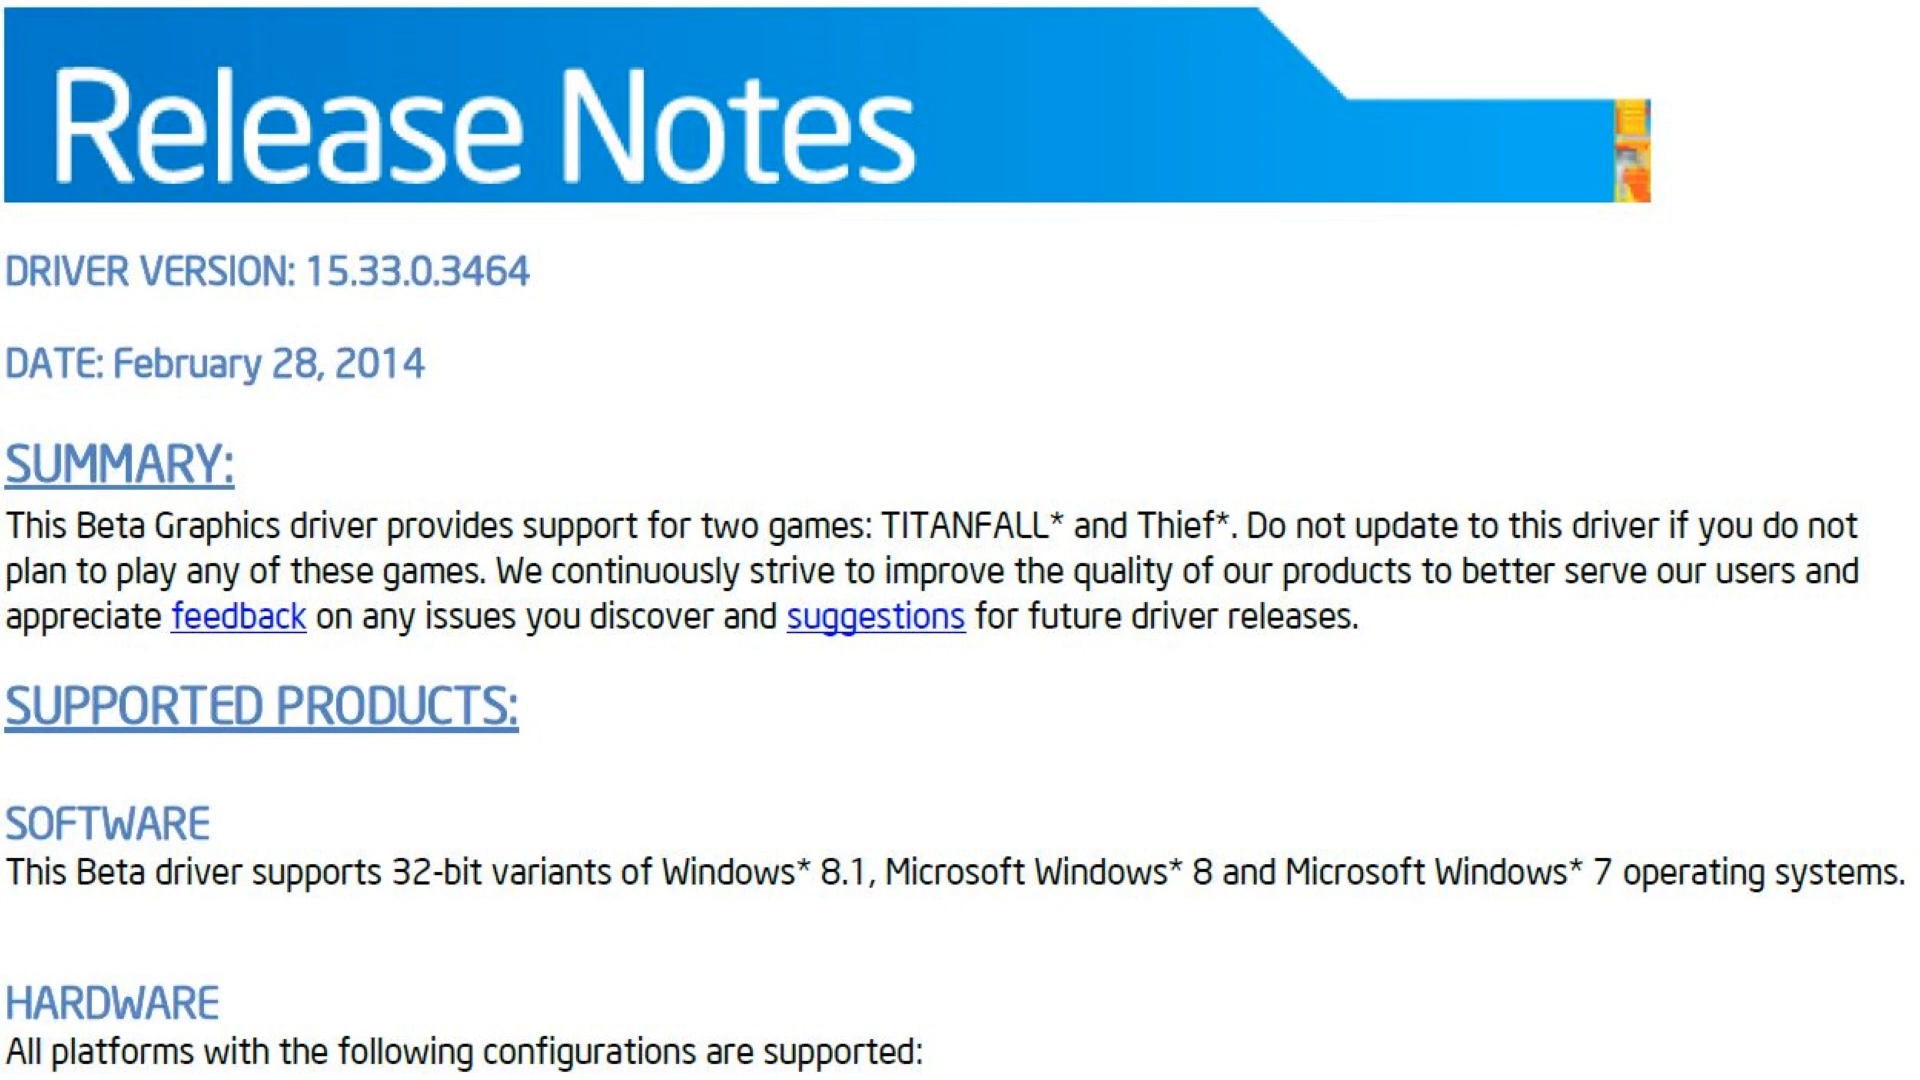 Release Notes
DRIVER VERSION: 15.33.0.3464
DATE: February 28, 2014
SUMMARY:
This Beta Graphics driver provides support for two games: TITANFALL* and Thief*. Do not update to this driver if you do not
plan to play any of these games. We continuously strive to improve the quality of our products to better serve our users and
appreciate feedback on any issues you discover and suggestions for future driver releases.
SUPPORTED PRODUCTS:
SOFTWARE
This Beta driver supports 32-bit variants of Windows* 8.1, Microsoft Windows* 8 and Microsoft Windows* 7 operating systems.
HARDWARE
All platforms with the following configurations are supported: